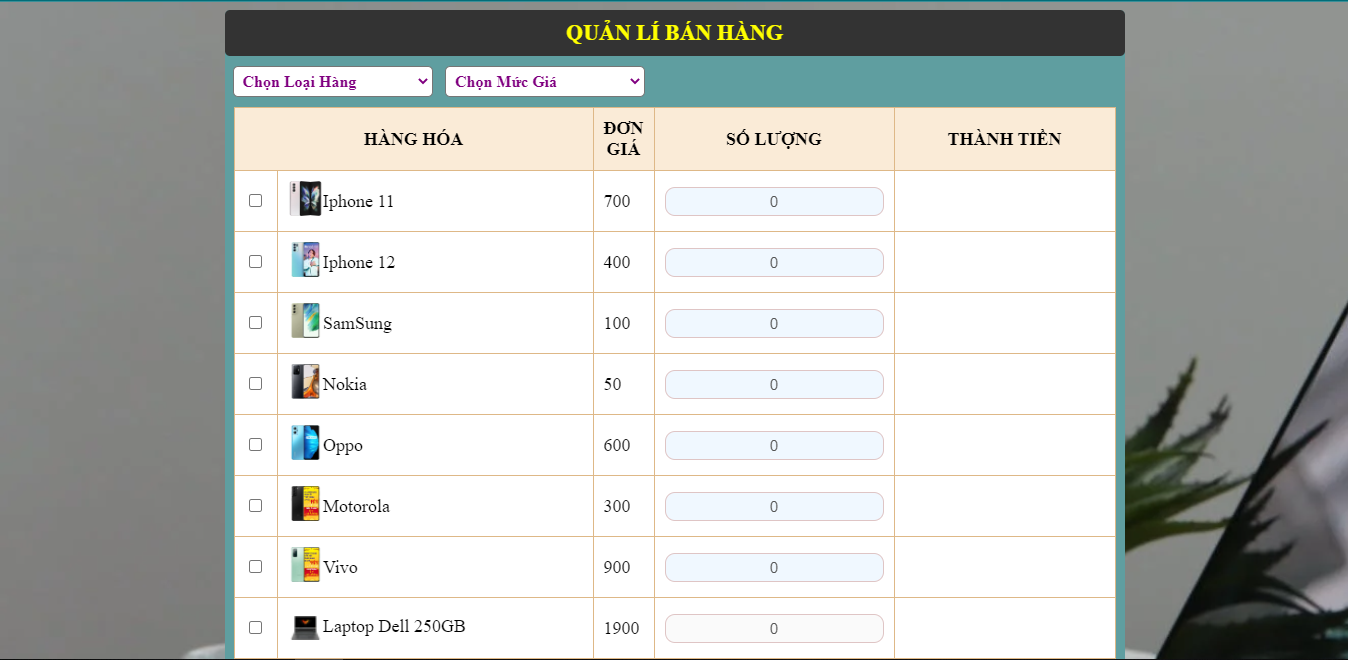 QUẢN LÍ BÁN HÀNG
Chọn Loại Hàng Chọn Mức Giá
HÀNG HÓA ĐƠN GIÁ SỐ LƯỢNG THÀNH TIỀN
Iphone 11 700 0
Iphone 12 400 0
SamSung 100 0
Nokia 50 0
Oppo 600 0
Motorola 300 0
Vivo 900 0
Laptop Dell 250GB 1900 0